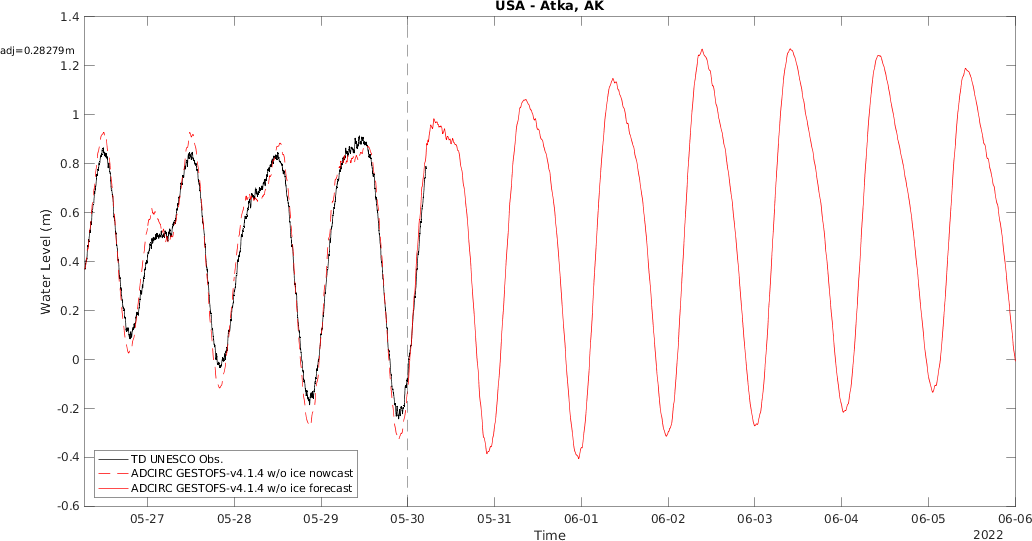 USA - Atka, AK
adj=0.28279m
1.4
1.2
1
0.8
0.6
0.4
0.2
0
-0.2
-0.4
-0.6
Water Level (m)
TD UNESCO Obs.
ADCIRC GESTOFS-v4.1.4 w/o ice nowcast
ADCIRC GESTOFS-v4.1.4 w/o ice forecast
05-27 05-28 05-29 05-30 05-31 06-01 06-02 06-03 06-04 06-05 06-06
Time
2022